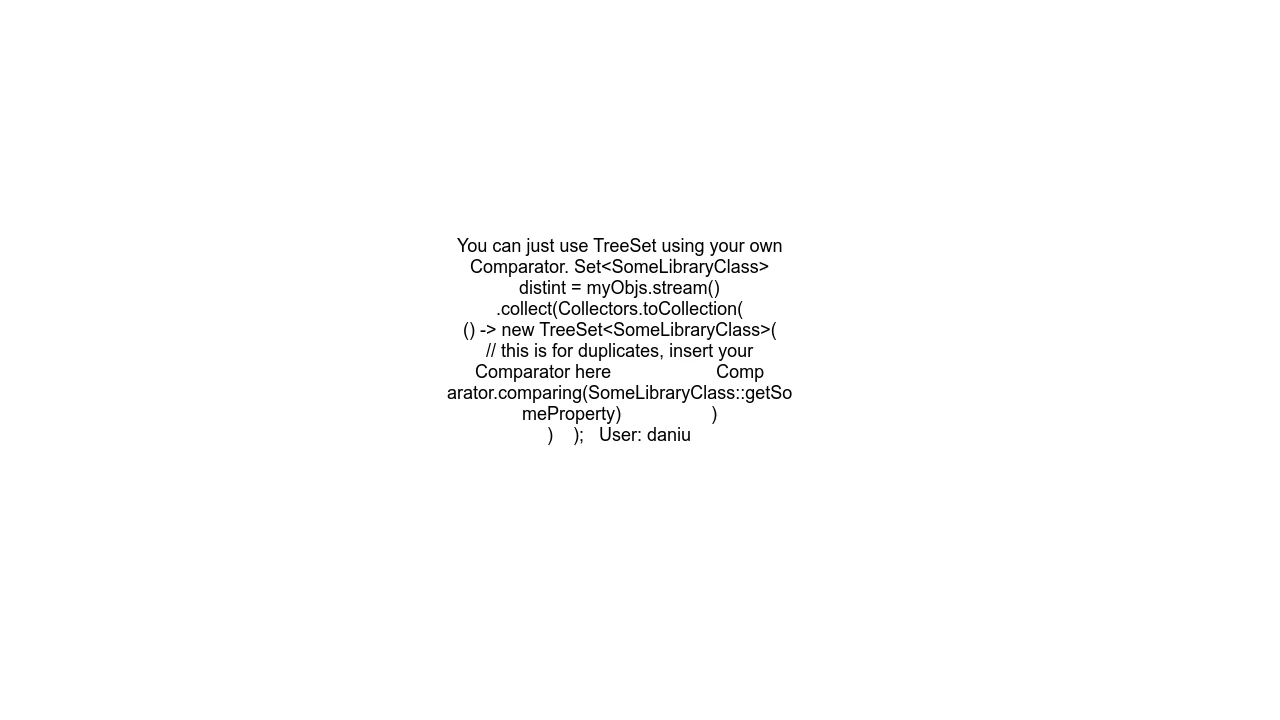 You can just use TreeSet using your own
Comparator. Set<SomeLibraryClass>
distint = myObjs.stream()
.collect(Collectors.toCollection(
() -> new TreeSet<SomeLibraryClass>(
// this is for duplicates, insert your
Comparator here                     Comp
arator.comparing(SomeLibraryClass::getSo
meProperty)                  )
)    );   User: daniu